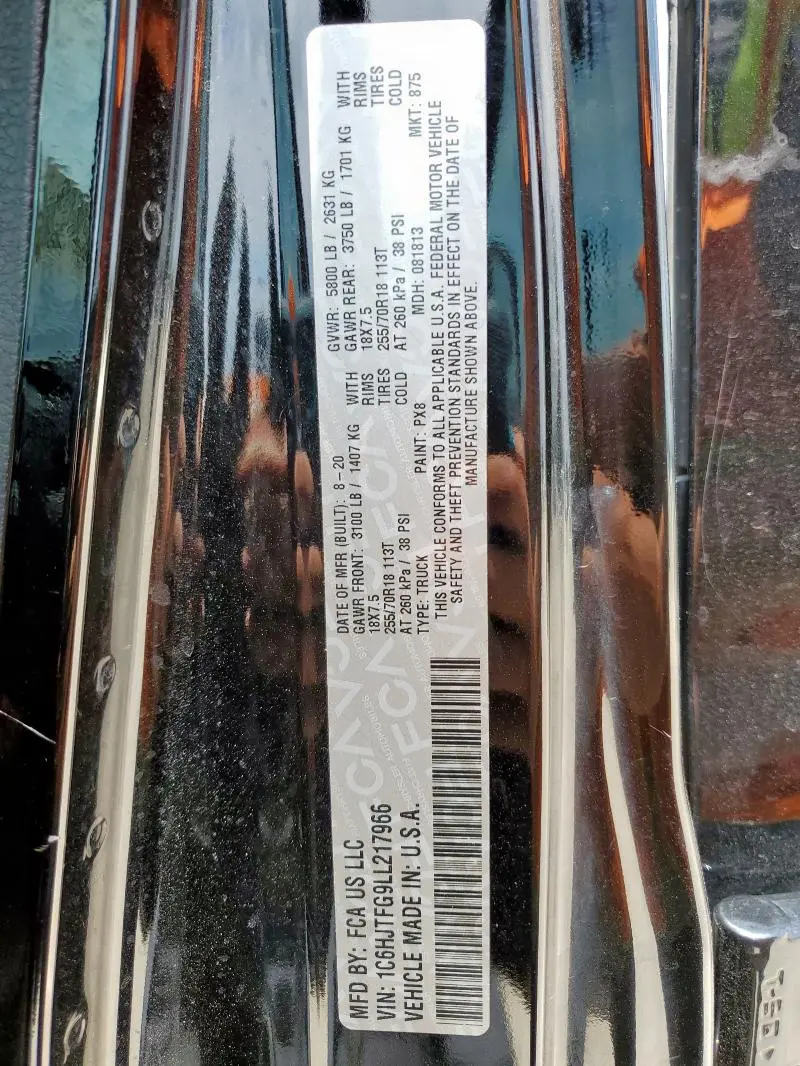 MFD BY: FCA US LLC
VIN: 1C6HJTFG9LL217966
VEHICLE MADE IN: U.S.A.
DATE OF MFR (BUILT): 8-20 GVWR: 5800 LB / 2631 KG
GAWR FRONT: 3100 LB / 1407 KG WITH GAWR REAR: 3750 LB / 1701 KG WITH
18X7.5 RIMS 18X7.5 RIMS
255/70R18 113T TIRES 255/70R18 113T TIRES
AT 260 kPa / 38 PSI COLD AT 260 kPa / 38 PSI COLD
TYPE: TRUCK PAINT: PX8 MDH: 081813 MKT: 875
THIS VEHICLE CONFORMS TO ALL APPLICABLE U.S.A. FEDERAL MOTOR VEHICLE
SAFETY AND THEFT PREVENTION STANDARDS IN EFFECT ON THE DATE OF
MANUFACTURE SHOWN ABOVE.